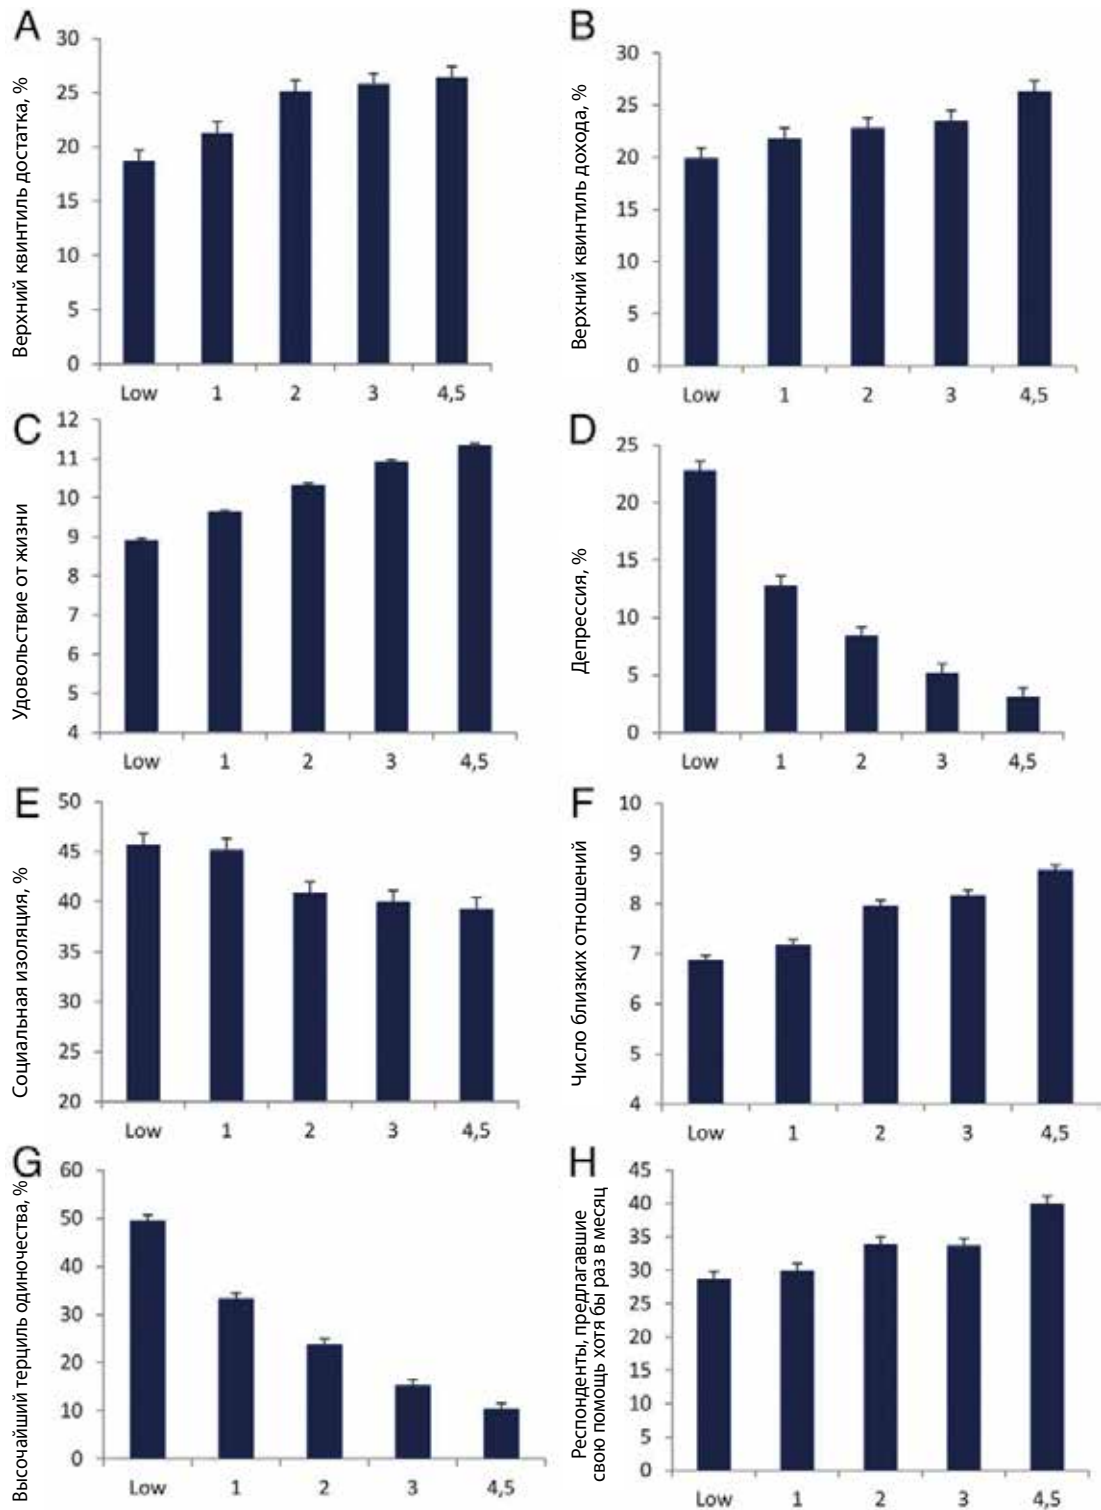 A
Верхний квинтиль достатка, %
30
25
20
15
10
5
0
Low 1 2 3 4,5
B
Верхний квинтиль дохода, %
30
25
20
15
10
5
0
Low 1 2 3 4,5
C
Удовольствие от жизни
12
11
10
9
8
7
6
5
4
Low 1 2 3 4,5
D
Депрессия, %
25
20
15
10
5
0
Low 1 2 3 4,5
E
Социальная изоляция, %
50
45
40
35
30
25
20
Low 1 2 3 4,5
F
Число близких отношений
10
9
8
7
6
5
4
Low 1 2 3 4,5
G
Высочайший терциль одиночества, %
60
50
40
30
20
10
0
Low 1 2 3 4,5
H
Респонденты, предлагавшие
свою помощь хотя бы раз в месяц
45
40
35
30
25
20
15
10
5
0
Low 1 2 3 4,5